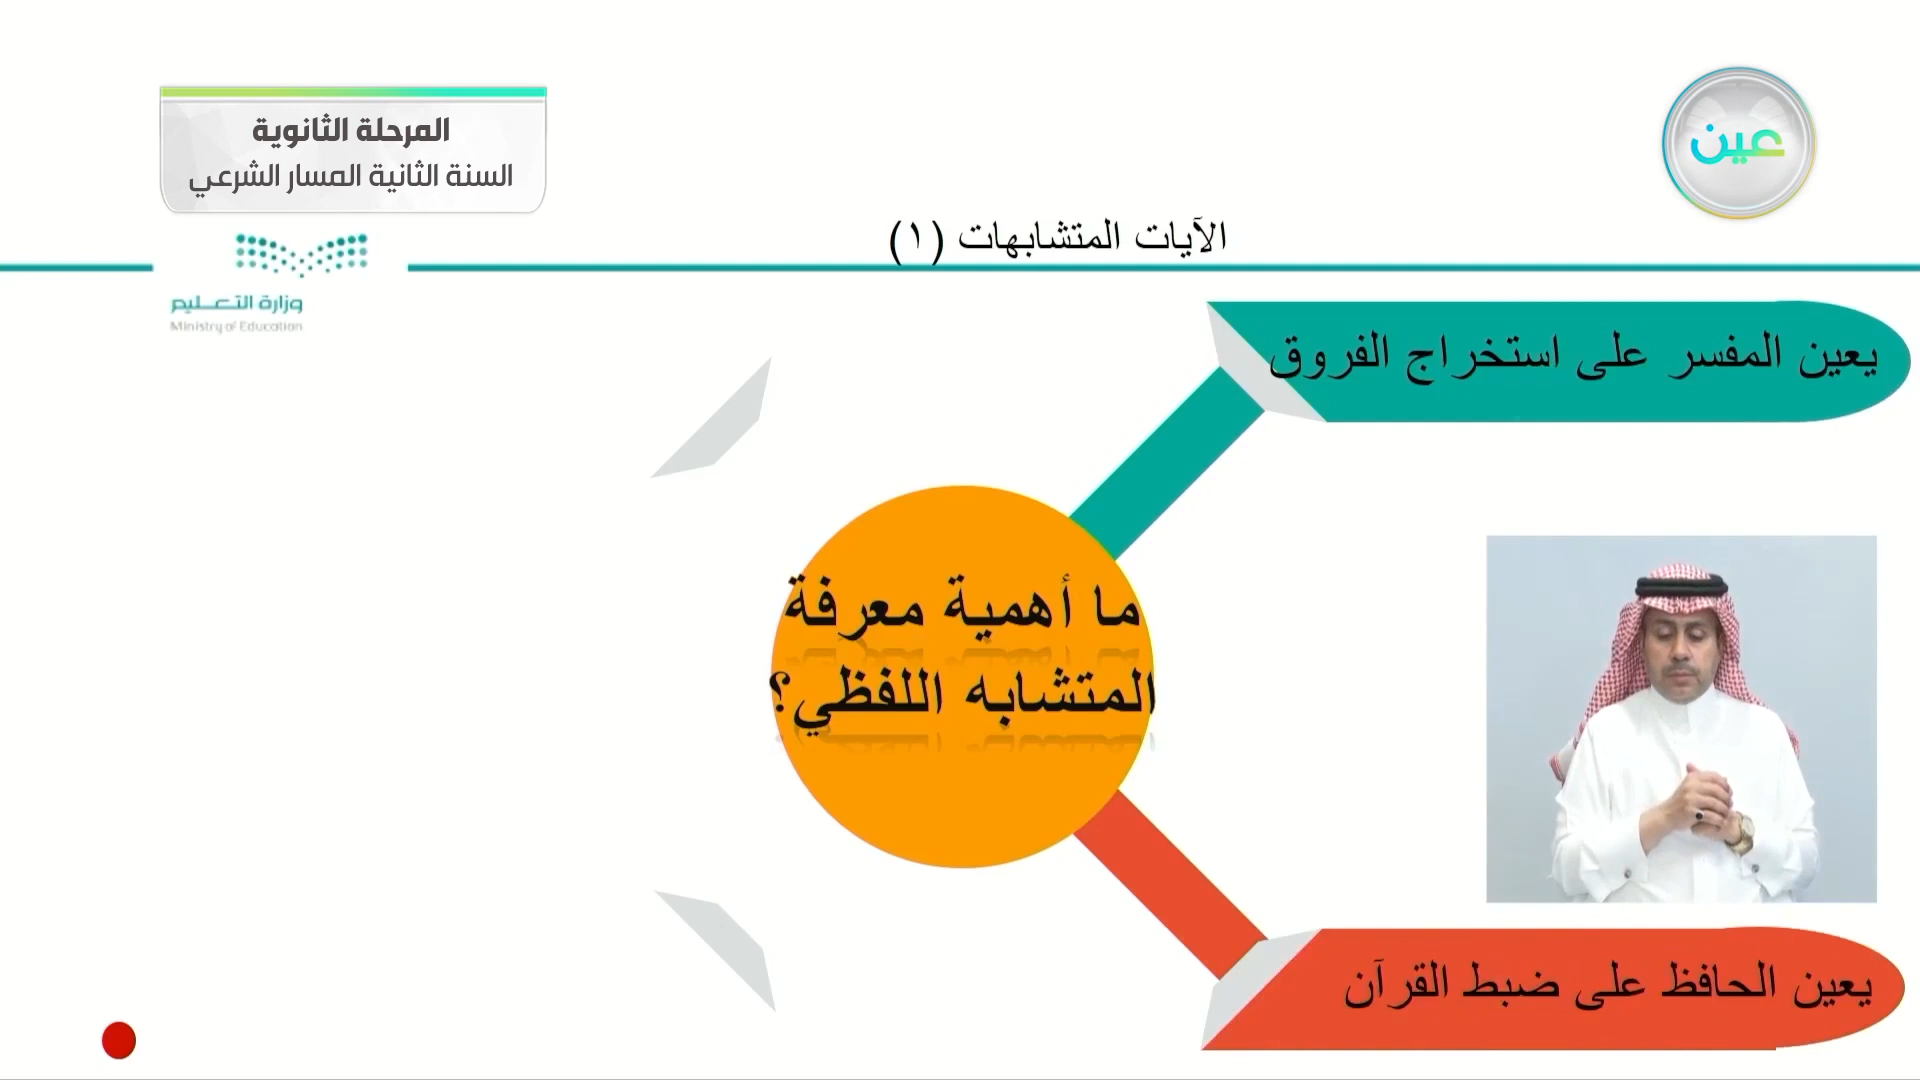 المرحلة الثانوية
السنة الثانية المسار الشرعي
عين
الآيات المتشابهات (١)
وزارة التعليم
Ministry of Education
يعين المفسر على استخراج الفروق
ما أهمية معرفة
المتشابه اللفظي؟
يعين الحافظ على ضبط القرآن